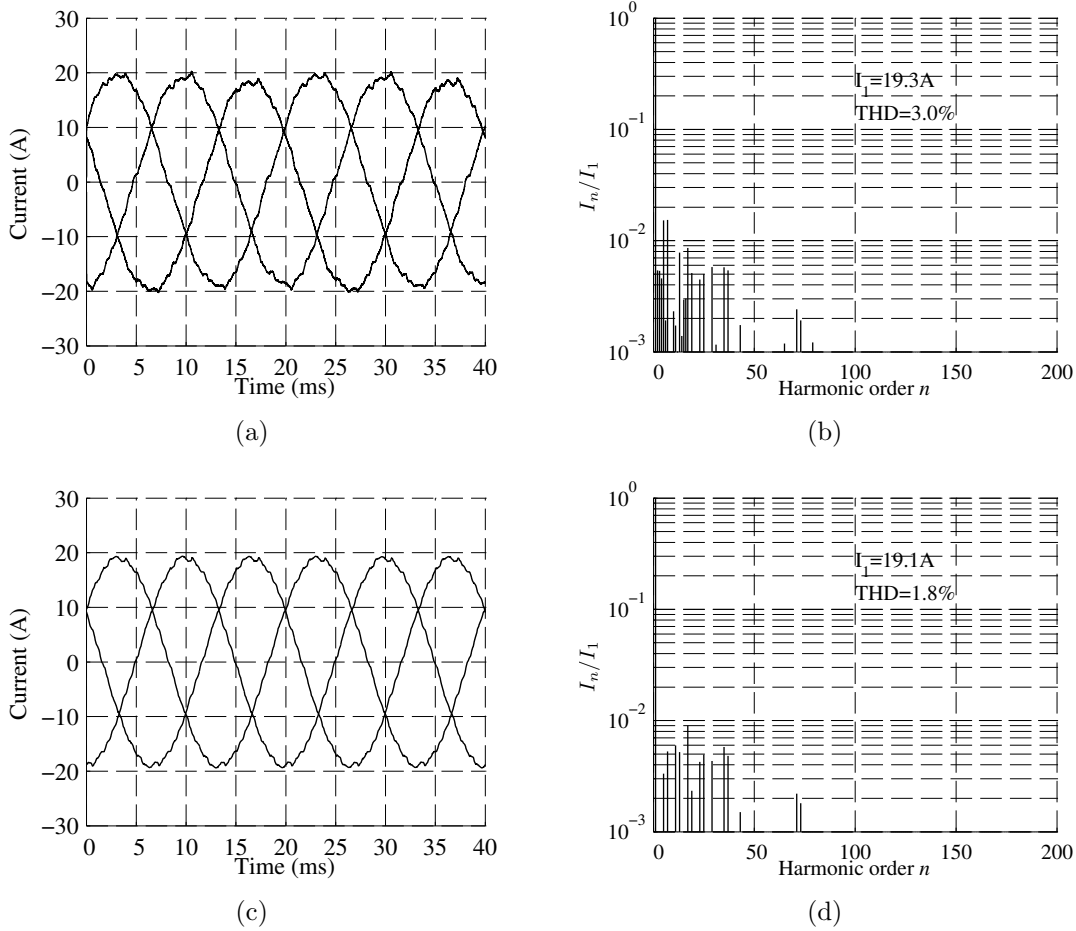 30
20
10
0
−10
−20
−30
Current (A)
0 5 10 15 20 25 30 35 40
Time (ms)
(a)
10^0
10^-1
10^-2
10^-3
I_n/I_1
I_1=19.3A
THD=3.0%
0 50 100 150 200
Harmonic order n
(b)
30
20
10
0
−10
−20
−30
Current (A)
0 5 10 15 20 25 30 35 40
Time (ms)
(c)
10^0
10^-1
10^-2
10^-3
I_n/I_1
I_1=19.1A
THD=1.8%
0 50 100 150 200
Harmonic order n
(d)